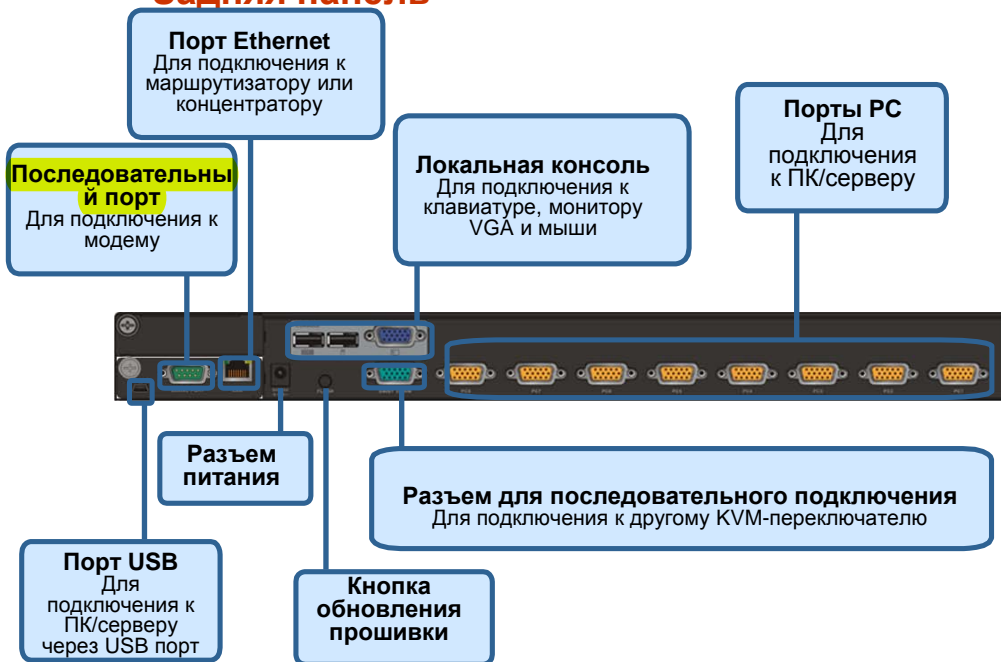 Задняя панель
Порт Ethernet
Для подключения к
маршрутизатору или
концентратору
Порты PC
Для
подключения
к ПК/серверу
Последовательны
й порт
Для подключения к
модему
Локальная консоль
Для подключения к
клавиатуре, монитору
VGA и мыши
Разъем
питания
Разъем для последовательного подключения
Для подключения к другому KVM-переключателю
Порт USB
Для
подключения к
ПК/серверу
через USB порт
Кнопка
обновления
прошивки